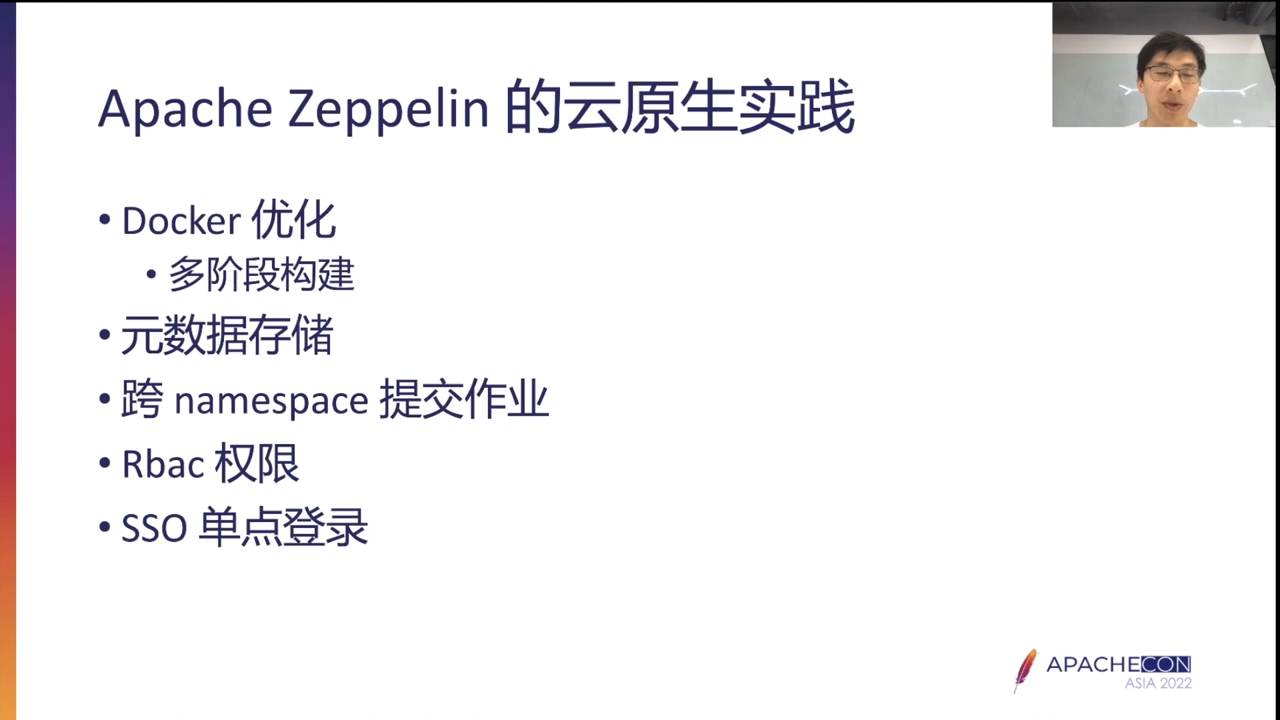 Apache Zeppelin 的云原生实践
• Docker 优化
• 多阶段构建
• 元数据存储
• 跨 namespace 提交作业
• Rbac 权限
• SSO 单点登录
APACHECON
ASIA 2022